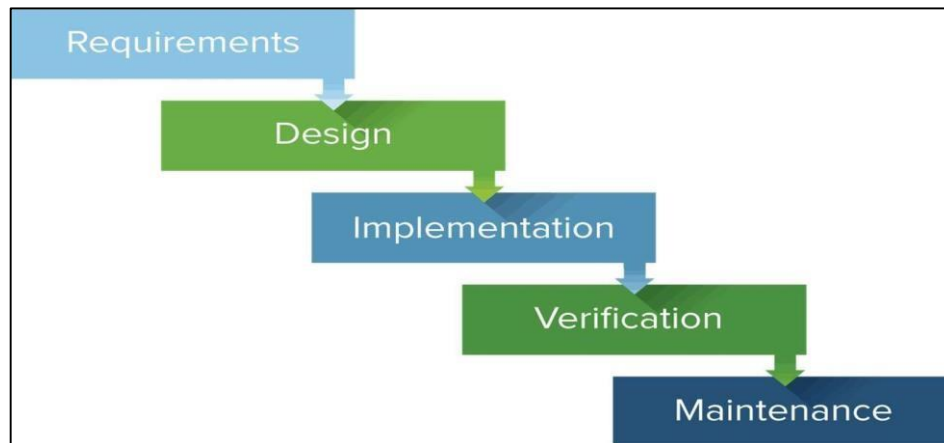 Requirements
Design
Implementation
Verification
Maintenance